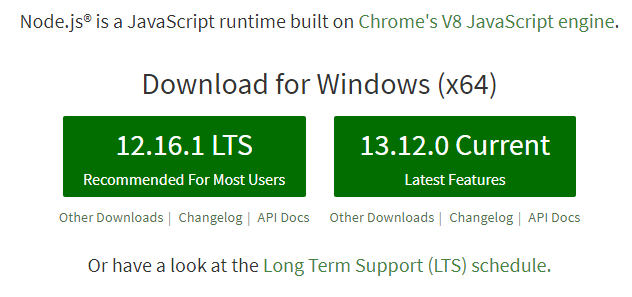 Node.js® is a JavaScript runtime built on Chrome's V8 JavaScript engine.
Download for Windows (x64)
12.16.1 LTS
Recommended For Most Users
13.12.0 Current
Latest Features
Other Downloads | Changelog | API Docs
Other Downloads | Changelog | API Docs
Or have a look at the Long Term Support (LTS) schedule.